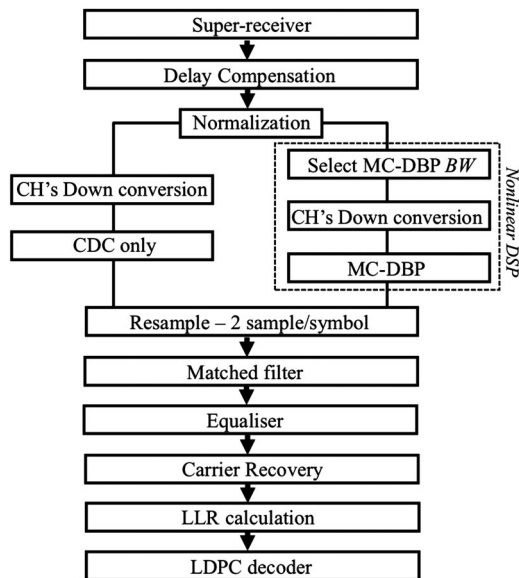 Super-receiver
Delay Compensation
Normalization
CH's Down conversion
CDC only
Select MC-DBP BW
CH's Down conversion
MC-DBP
Nonlinear DSP
Resample – 2 sample/symbol
Matched filter
Equaliser
Carrier Recovery
LLR calculation
LDPC decoder